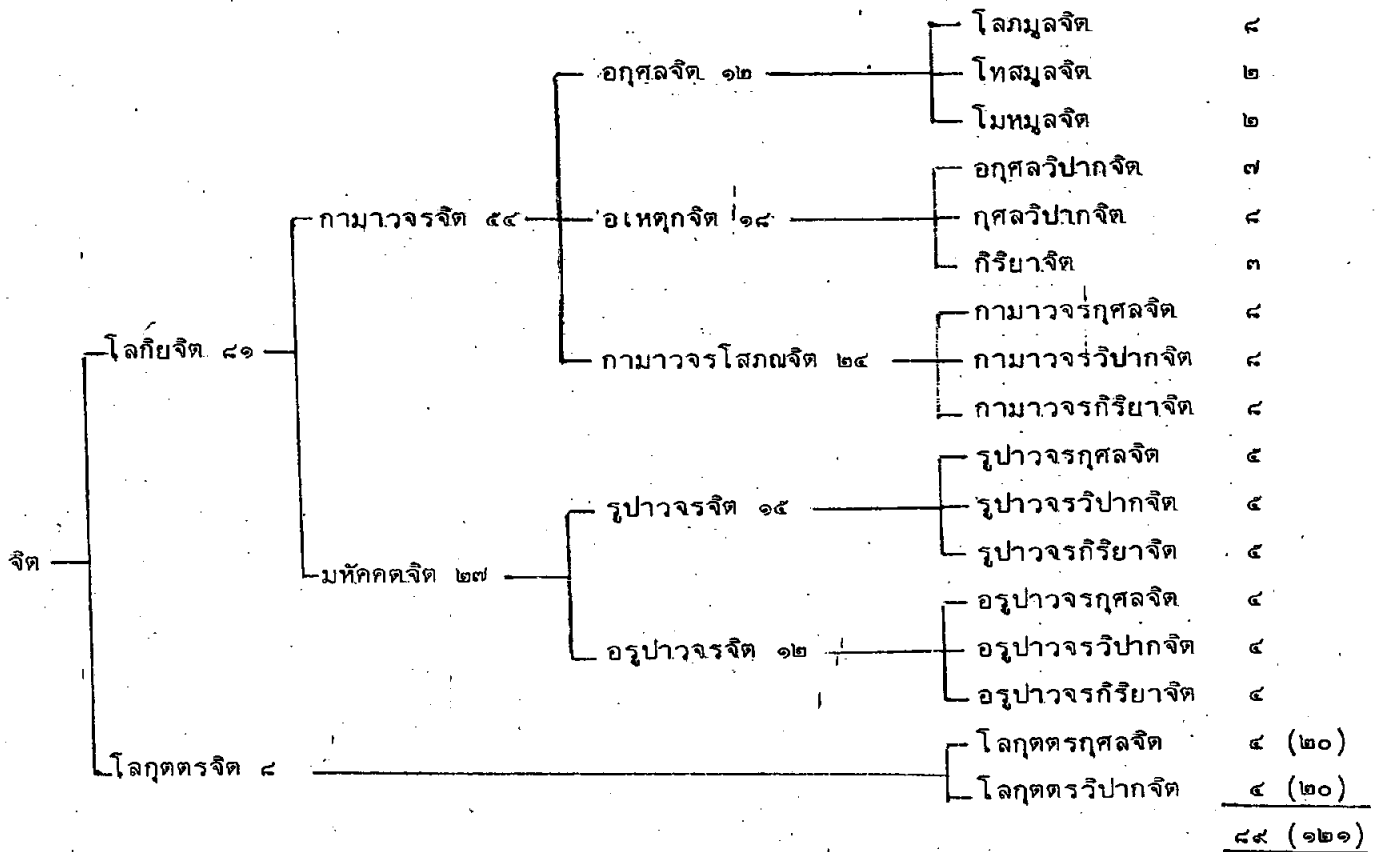 โลภมูลจิต ๘
อกุศลจิต ๑๒ โทสมูลจิต ๒
โมหมูลจิต ๒
อกุศลวิปากจิต ๗
กามาวจรจิต ๕๔ อเหตุกจิต ๑๘ กุศลวิปากจิต ๘
กิริยาจิต ๓
กามาวจรกุศลจิต ๘
โลกียจิต ๘๑ กามาวจรโสภณจิต ๒๔ กามาวจรวิปากจิต ๘
กามาวจรกิริยาจิต ๘
รูปาวจรกุศลจิต ๕
รูปาวจรจิต ๑๕ รูปาวจรวิปากจิต ๕
รูปาวจรกิริยาจิต ๕
จิต มหัคคตจิต ๒๗
อรูปาวจรกุศลจิต ๔
อรูปาวจรจิต ๑๒ อรูปาวจรวิปากจิต ๔
อรูปาวจรกิริยาจิต ๔
โลกุตตรกุศลจิต ๔ (๒๐)
โลกุตตรจิต ๘
โลกุตตรวิปากจิต ๔ (๒๐)
๘๙ (๑๒๑)